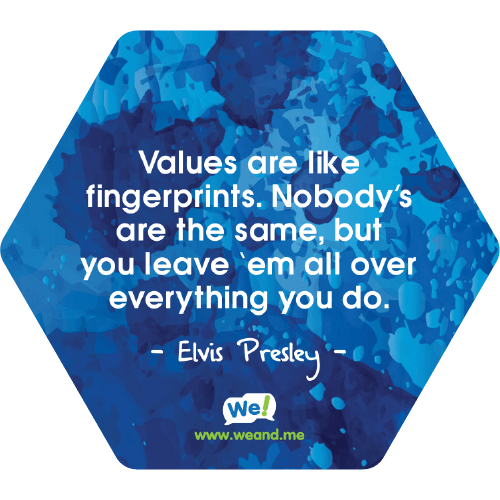 Values are like
fingerprints. Nobody's
are the same, but
you leave ‘em all over
everything you do.
- Elvis Presley -
We!
www.weand.me